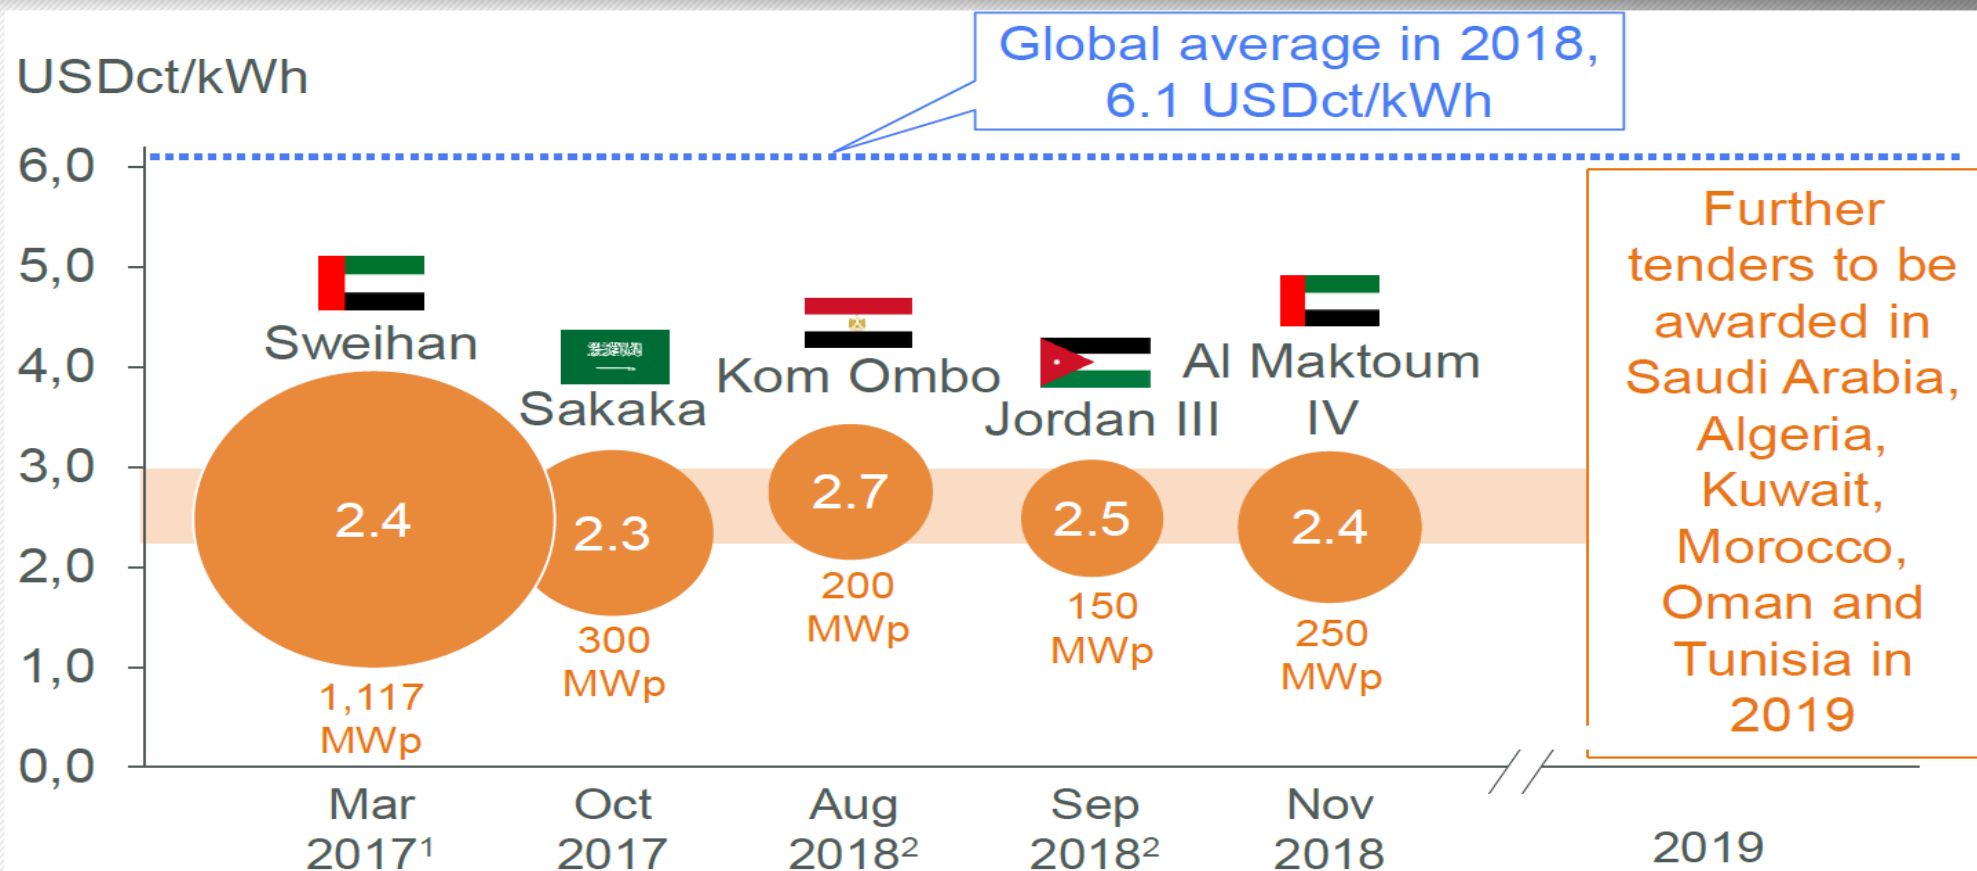 Global average in 2018,
6.1 USDct/kWh
USDct/kWh
6,0
5,0
4,0
3,0
2,0
1,0
0,0
Sweihan
2.4
1,117
MWp
Sakaka
2.3
300
MWp
Kom Ombo
2.7
200
MWp
Jordan III
2.5
150
MWp
Al Maktoum
IV
2.4
250
MWp
Further
tenders to be
awarded in
Saudi Arabia,
Algeria,
Kuwait,
Morocco,
Oman and
Tunisia in
2019
Mar
2017¹
Oct
2017
Aug
2018²
Sep
2018²
Nov
2018
2019